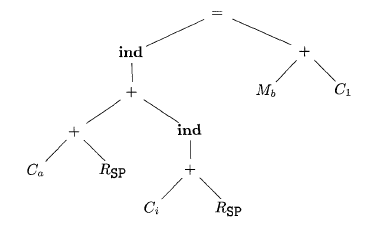 =
ind +
+ M_b C_1
+ ind
C_a R_SP +
C_i R_SP